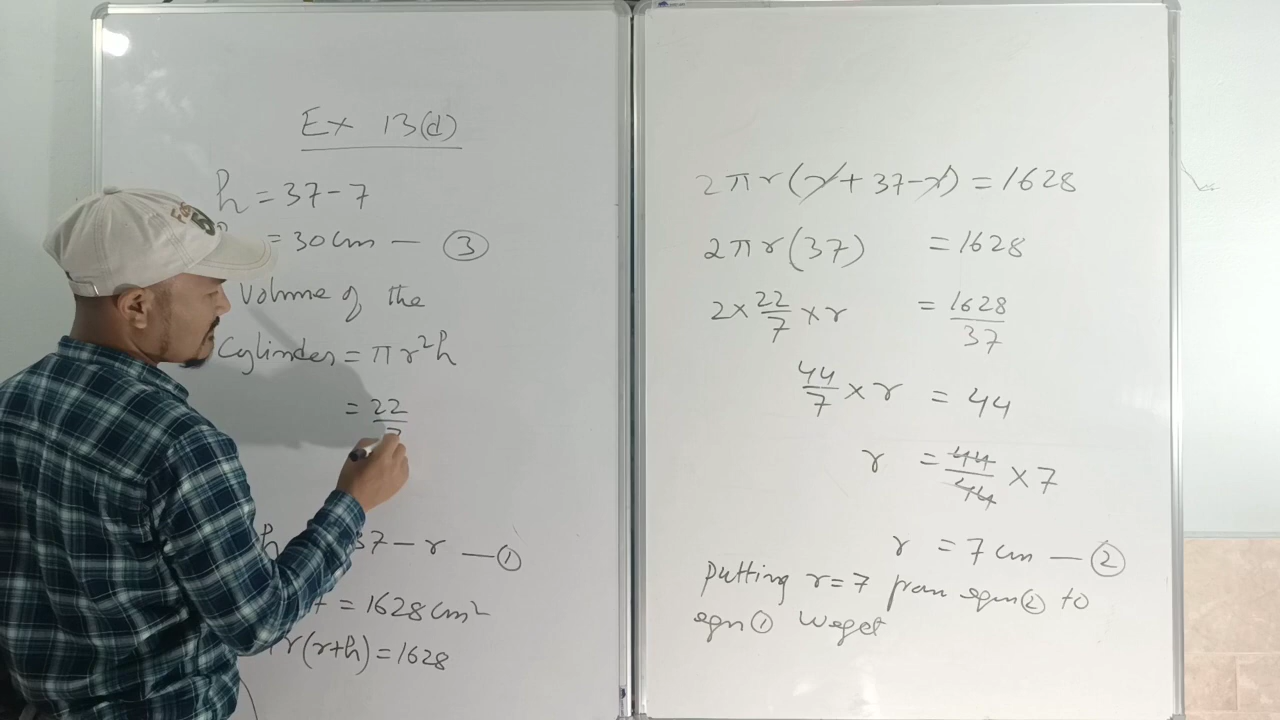 Ex 13(d)
h = 37 - 7
= 30 cm — ③
Volume of the
Cylinder = πr²h
= 22/7
h 37 - r — ①
= 1628 cm²
r(r+h) = 1628
2πr(r + 37 - r) = 1628
2πr(37) = 1628
2 × 22/7 × r = 1628/37
44/7 × r = 44
r = 44/44 × 7
r = 7 cm — ②
Putting r = 7 from eqn ② to
eqn ① we get